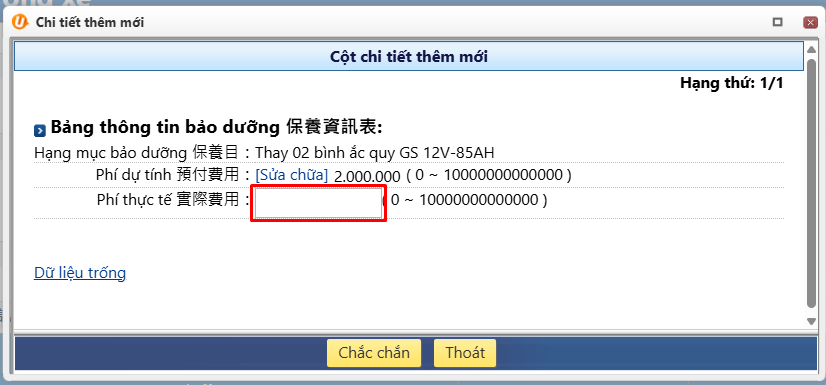 Chi tiết thêm mới
Cột chi tiết thêm mới
Hạng thứ: 1/1
Bảng thông tin bảo dưỡng 保養資訊表:
Hạng mục bảo dưỡng 保養目 : Thay 02 bình ắc quy GS 12V-85AH
Phí dự tính 預付費用 : [Sửa chữa] 2.000.000 ( 0 ~ 10000000000000 )
Phí thực tế 實際費用 : ( 0 ~ 10000000000000 )
Dữ liệu trống
Chắc chắn Thoát